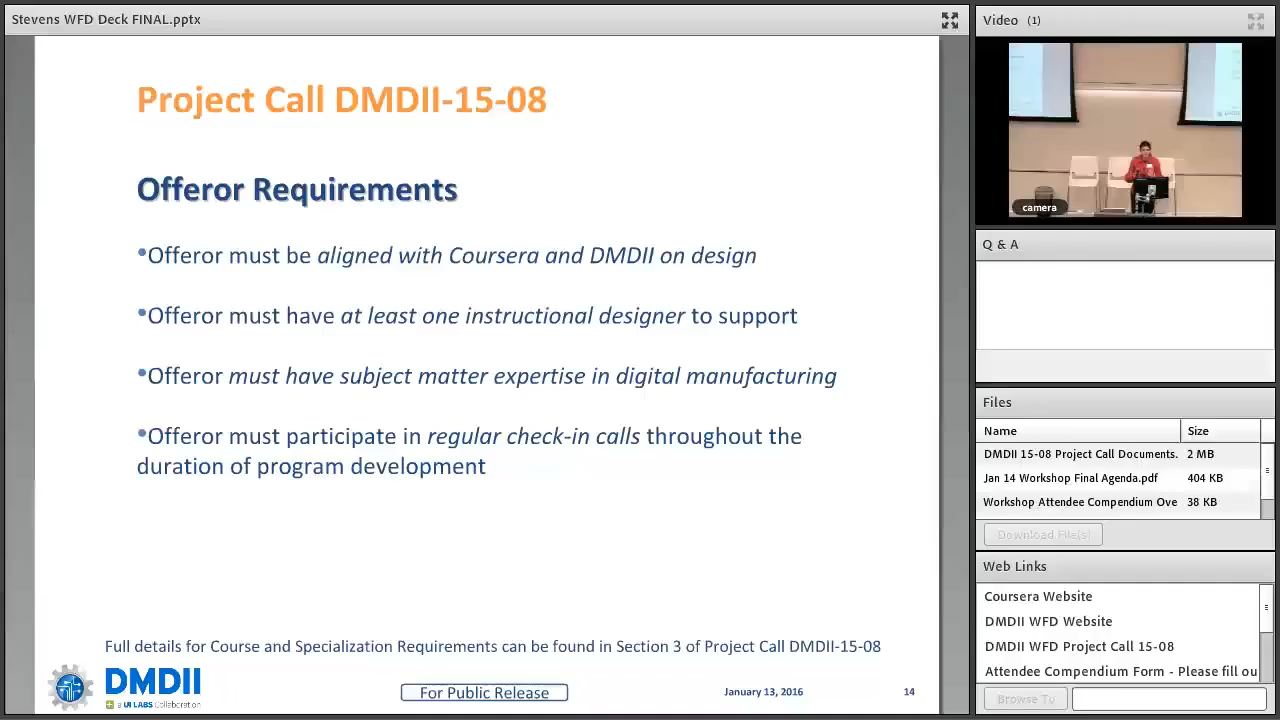 Stevens WFD Deck FINAL.pptx
Project Call DMDII-15-08
Offeror Requirements
•Offeror must be aligned with Coursera and DMDII on design
•Offeror must have at least one instructional designer to support
•Offeror must have subject matter expertise in digital manufacturing
•Offeror must participate in regular check-in calls throughout the
duration of program development
Full details for Course and Specialization Requirements can be found in Section 3 of Project Call DMDII-15-08
DMDII
a UI LABS Collaboration
For Public Release
January 13, 2016
14
Video (1)
camera
Q & A
Files
Name Size
DMDII 15-08 Project Call Documents. 2 MB
Jan 14 Workshop Final Agenda.pdf 404 KB
Workshop Attendee Compendium Ove 38 KB
Download File(s)
Web Links
Coursera Website
DMDII WFD Website
DMDII WFD Project Call 15-08
Attendee Compendium Form - Please fill ou
Browse To